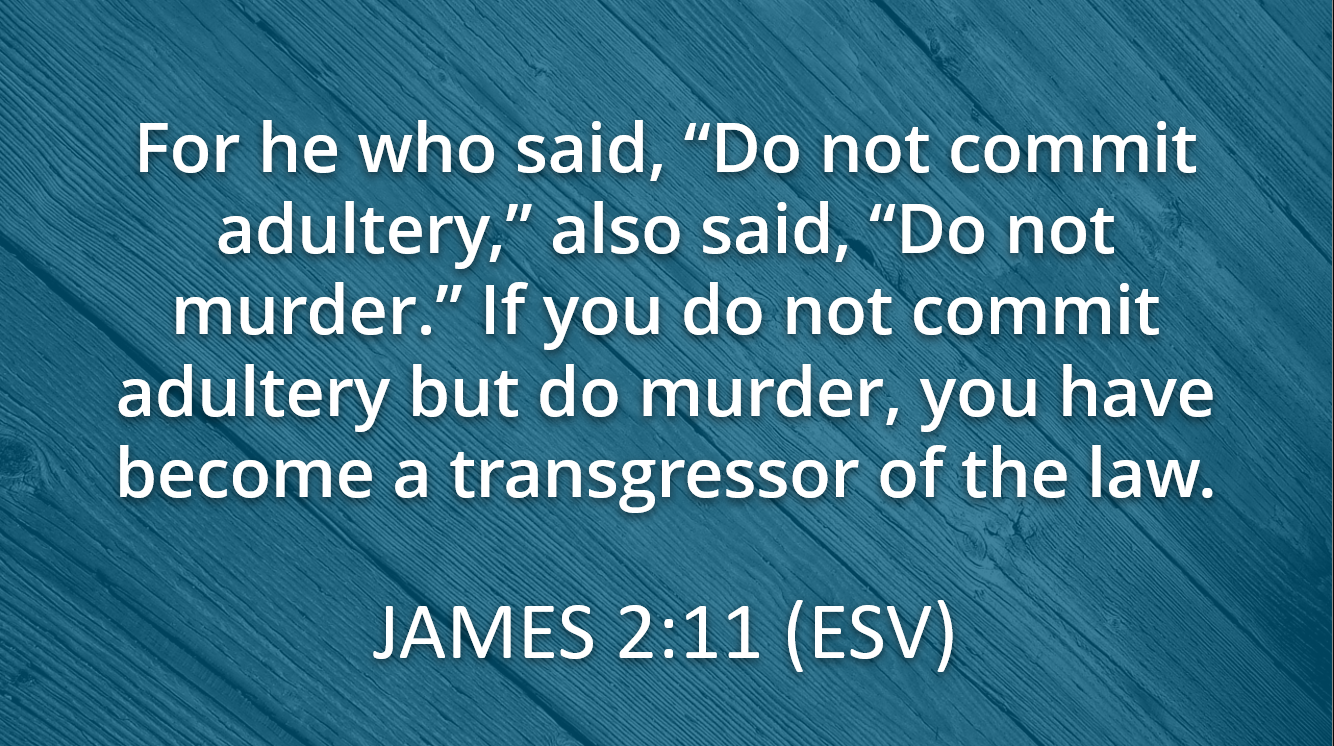 For he who said, “Do not commit
adultery,” also said, “Do not
murder.” If you do not commit
adultery but do murder, you have
become a transgressor of the law.
JAMES 2:11 (ESV)